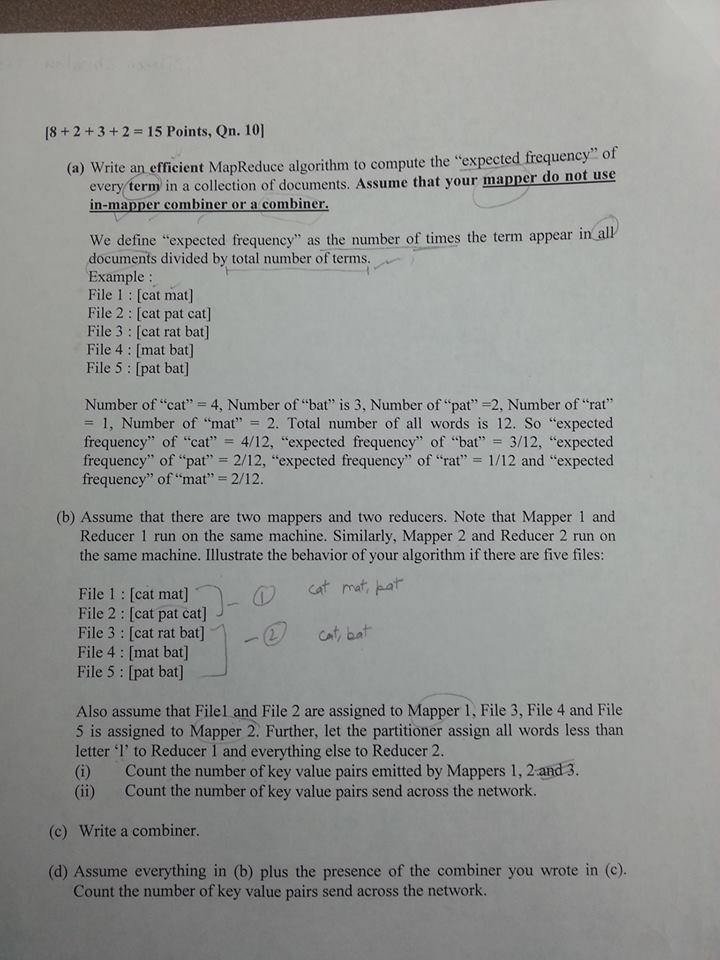 [8 + 2 + 3 + 2 = 15 Points, Qn. 10]
(a) Write an efficient MapReduce algorithm to compute the “expected frequency” of
every term in a collection of documents. Assume that your mapper do not use
in-mapper combiner or a combiner.
We define “expected frequency” as the number of times the term appear in all
documents divided by total number of terms.
Example :
File 1 : [cat mat]
File 2 : [cat pat cat]
File 3 : [cat rat bat]
File 4 : [mat bat]
File 5 : [pat bat]
Number of “cat” = 4, Number of “bat” is 3, Number of “pat” =2, Number of “rat”
= 1, Number of “mat” = 2. Total number of all words is 12. So “expected
frequency” of “cat” = 4/12, “expected frequency” of “bat” = 3/12, “expected
frequency” of “pat” = 2/12, “expected frequency” of “rat” = 1/12 and “expected
frequency” of “mat” = 2/12.
(b) Assume that there are two mappers and two reducers. Note that Mapper 1 and
Reducer 1 run on the same machine. Similarly, Mapper 2 and Reducer 2 run on
the same machine. Illustrate the behavior of your algorithm if there are five files:
File 1 : [cat mat]
File 2 : [cat pat cat] 1 cat mat, pat
File 3 : [cat rat bat] 2 cat, bat
File 4 : [mat bat]
File 5 : [pat bat]
Also assume that File1 and File 2 are assigned to Mapper 1, File 3, File 4 and File
5 is assigned to Mapper 2. Further, let the partitioner assign all words less than
letter ‘l’ to Reducer 1 and everything else to Reducer 2.
(i) Count the number of key value pairs emitted by Mappers 1, 2 and 3.
(ii) Count the number of key value pairs send across the network.
(c) Write a combiner.
(d) Assume everything in (b) plus the presence of the combiner you wrote in (c).
Count the number of key value pairs send across the network.